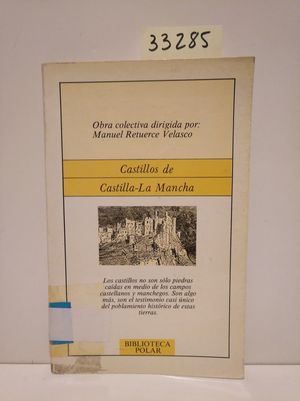 33285
Obra colectiva dirigida por:
Manuel Retuerce Velasco
Castillos de
Castilla-La Mancha
Los castillos no son sólo piedras
caídas en medio de los campos
castellanos y manchegos. Son algo
más, son el testimonio casi único
del poblamiento histórico de estas
tierras.
BIBLIOTECA
POLAR